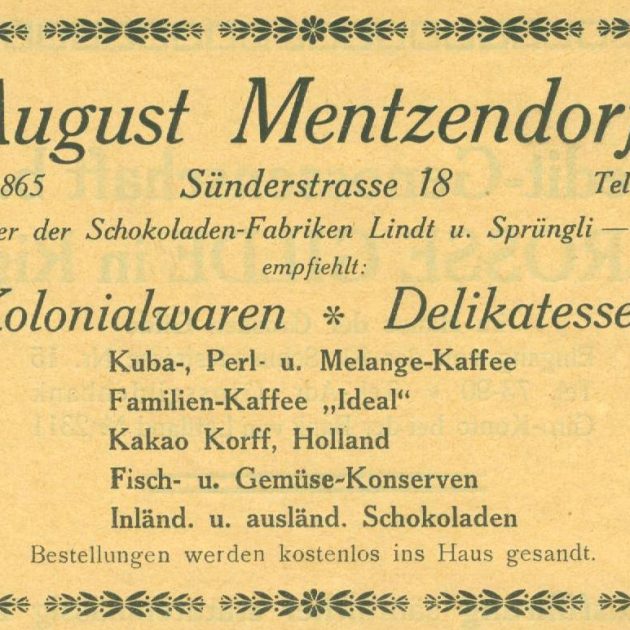 August Mentzendorf
865 Sünderstrasse 18 Tel
er der Schokoladen-Fabriken Lindt u. Sprüngli —
empfiehlt:
Kolonialwaren * Delikatesse
Kuba-, Perl- u. Melange-Kaffee
Familien-Kaffee „Ideal“
Kakao Korff, Holland
Fisch- u. Gemüse-Konserven
Inländ. u. ausländ. Schokoladen
Bestellungen werden kostenlos ins Haus gesandt.